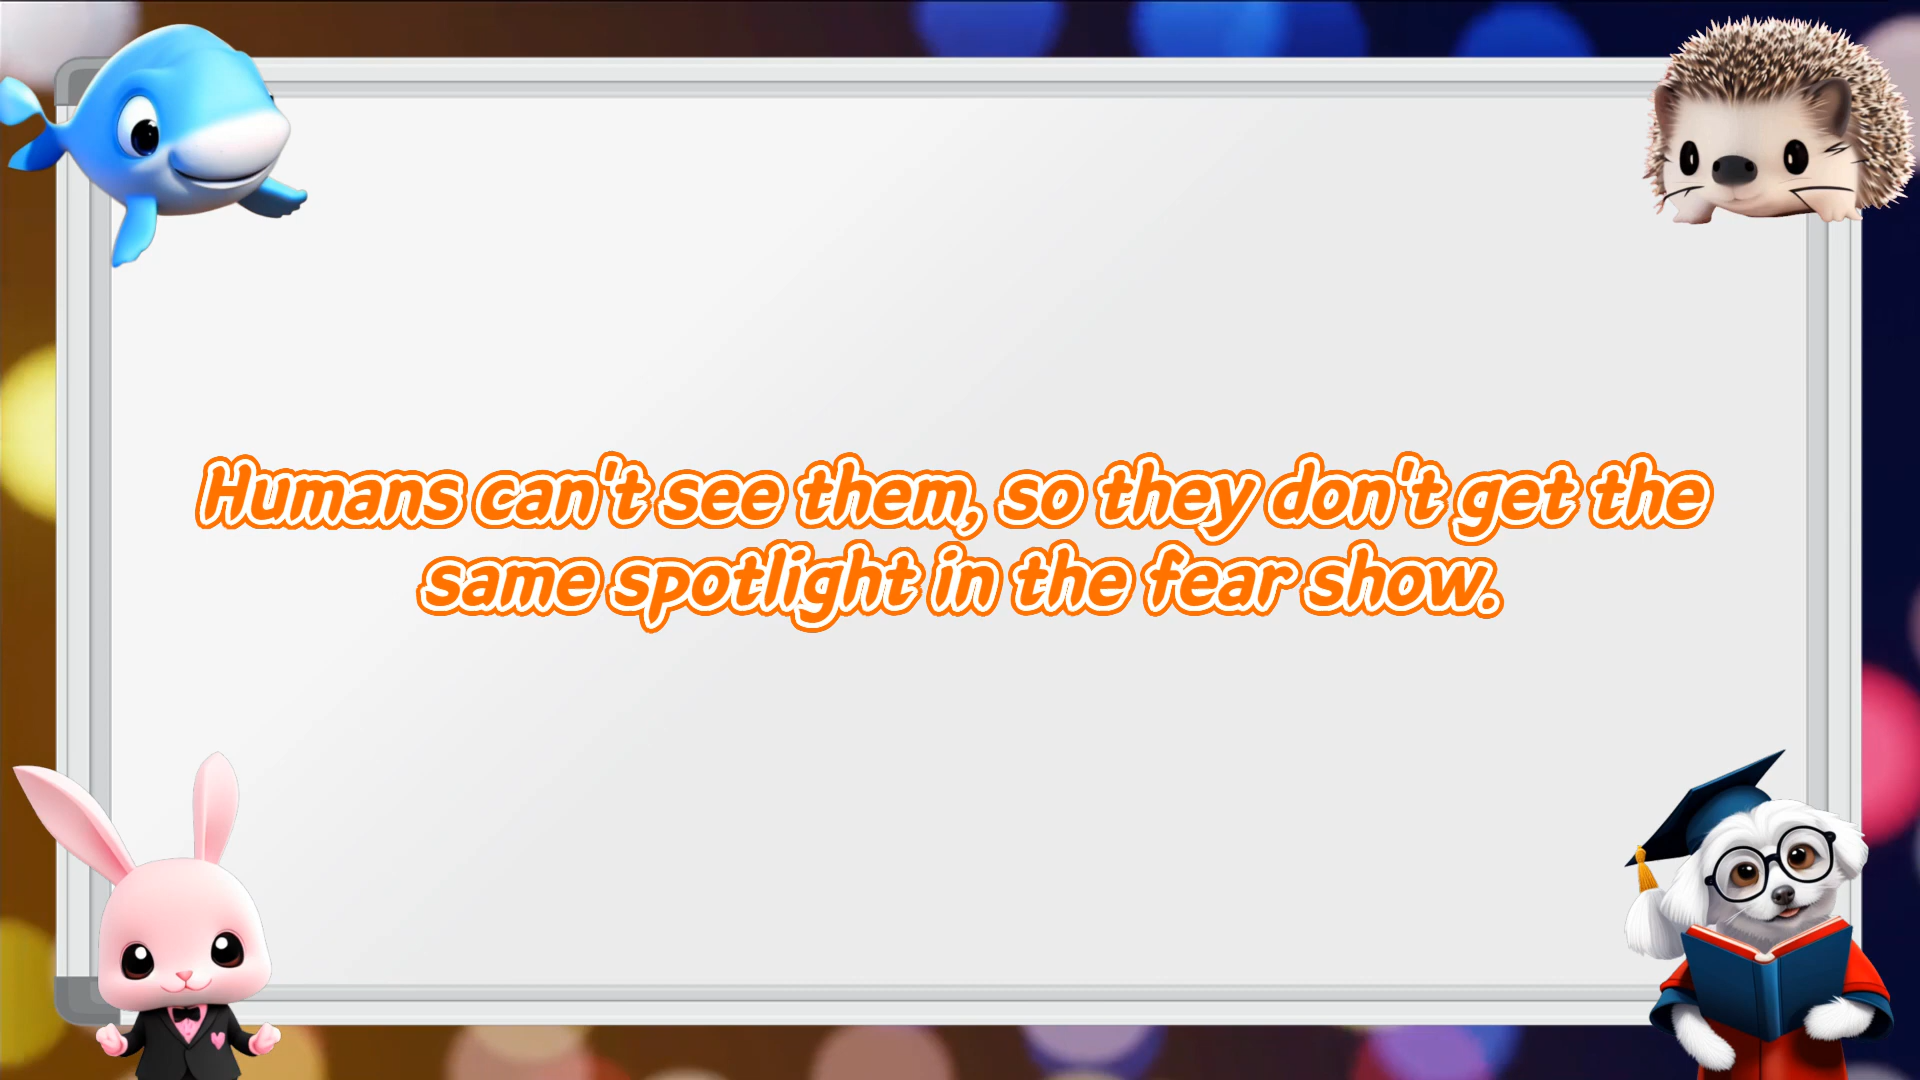 Humans can't see them, so they don't get the
same spotlight in the fear show.